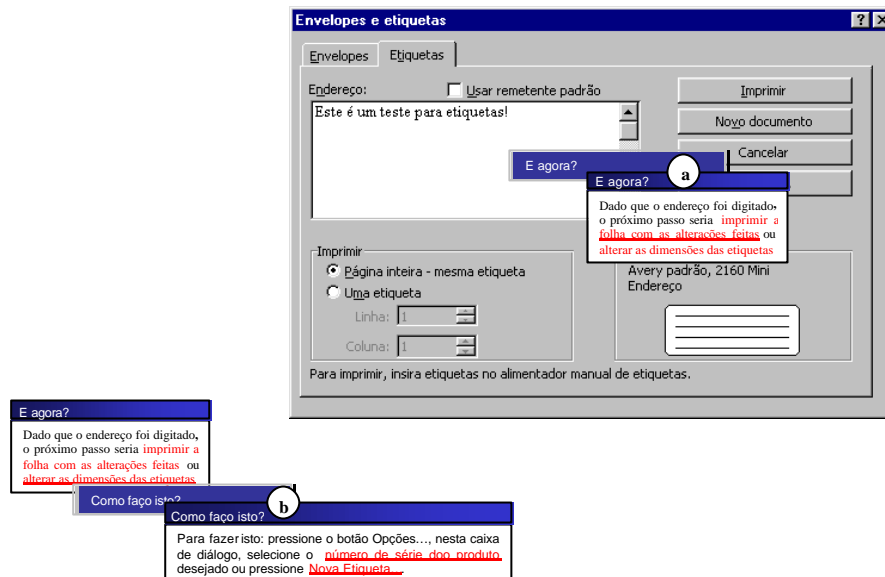 Envelopes e etiquetas
Envelopes Etiquetas
Endereço: Usar remetente padrão
Este é um teste para etiquetas!
Imprimir
Novo documento
Cancelar
E agora?
a
E agora?
Dado que o endereço foi digitado,
o próximo passo seria imprimir a
folha com as alterações feitas ou
alterar as dimensões das etiquetas
Imprimir
Página inteira - mesma etiqueta
Uma etiqueta
Linha: 1
Coluna: 1
Avery padrão, 2160 Mini
Endereço
Para imprimir, insira etiquetas no alimentador manual de etiquetas.
E agora?
Dado que o endereço foi digitado,
o próximo passo seria imprimir a
folha com as alterações feitas ou
alterar as dimensões das etiquetas
Como faço isto?
b
Como faço isto?
Para fazer isto: pressione o botão Opções..., nesta caixa
de diálogo, selecione o número de série doo produto
desejado ou pressione Nova Etiqueta...